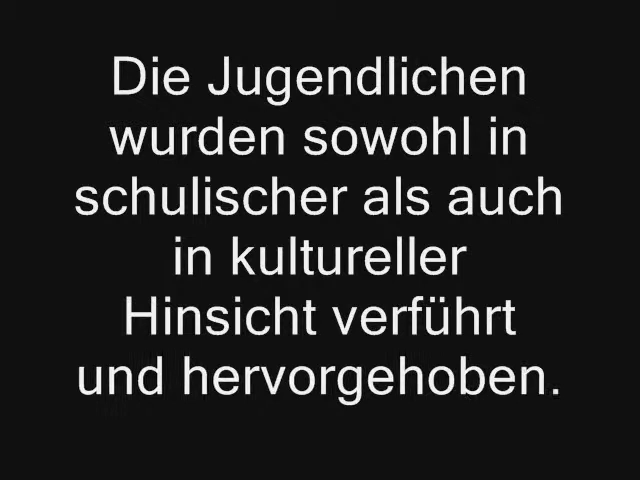 Die Jugendlichen
wurden sowohl in
schulischer als auch
in kultureller
Hinsicht verführt
und hervorgehoben.